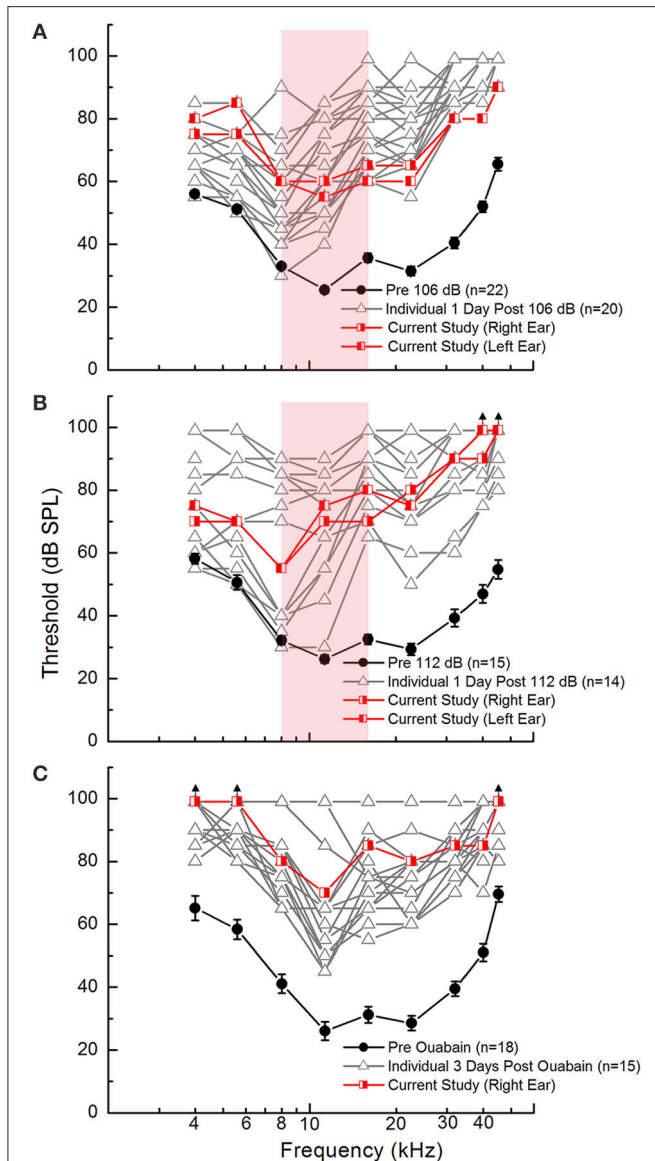 A
100
80
60
40
20
0
Pre 106 dB (n=22)
Individual 1 Day Post 106 dB (n=20)
Current Study (Right Ear)
Current Study (Left Ear)
B
100
80
60
40
20
0
Pre 112 dB (n=15)
Individual 1 Day Post 112 dB (n=14)
Current Study (Right Ear)
Current Study (Left Ear)
Threshold (dB SPL)
C
100
80
60
40
20
0
Pre Ouabain (n=18)
Individual 3 Days Post Ouabain (n=15)
Current Study (Right Ear)
4 6 8 10 20 30 40
Frequency (kHz)